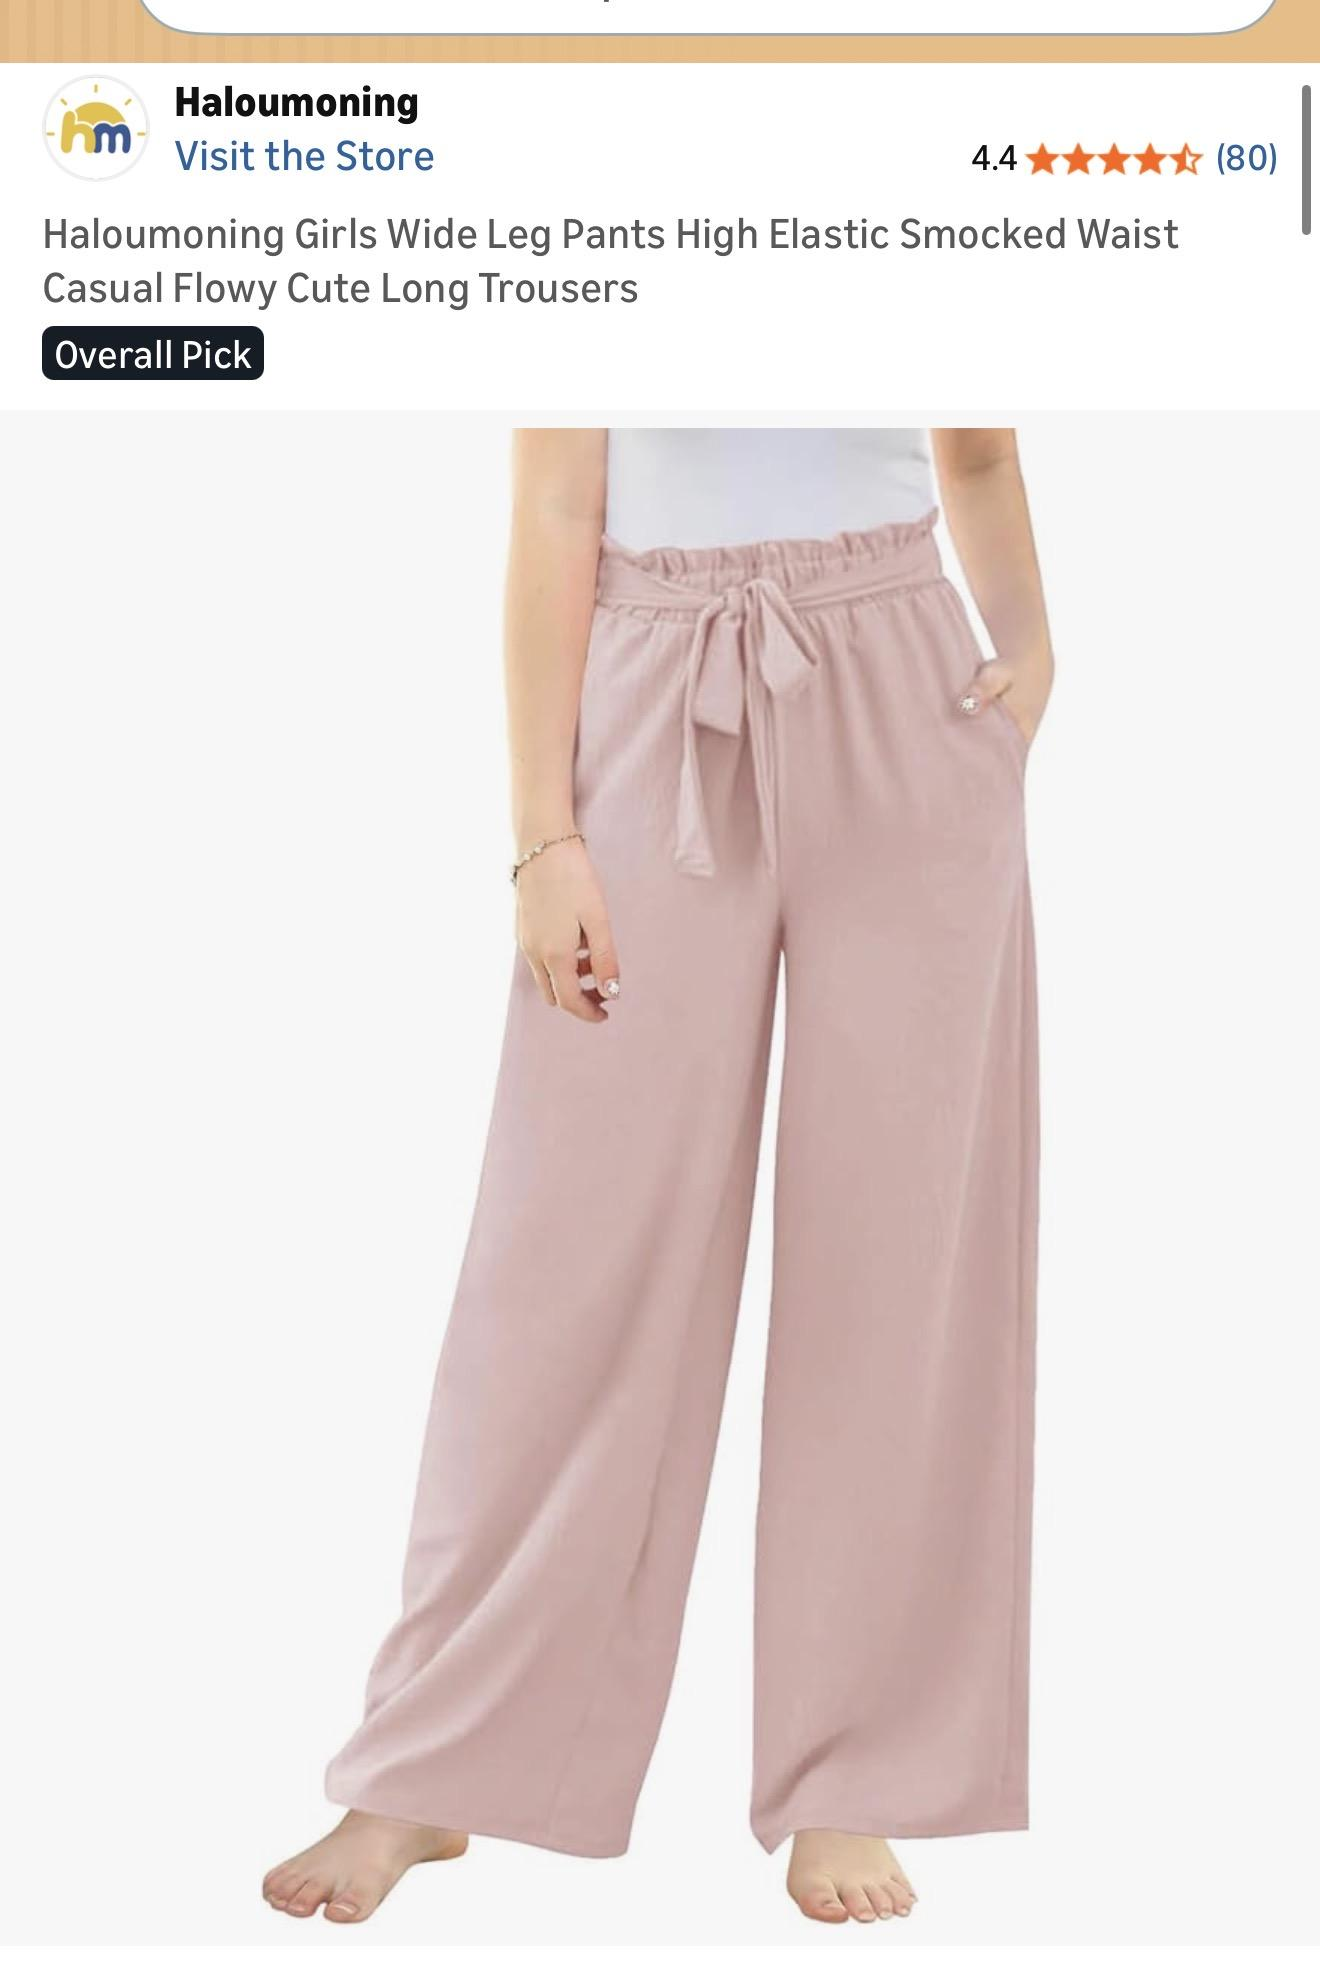 hm
Haloumoning
Visit the Store
4.4 (80)
Haloumoning Girls Wide Leg Pants High Elastic Smocked Waist
Casual Flowy Cute Long Trousers
Overall Pick